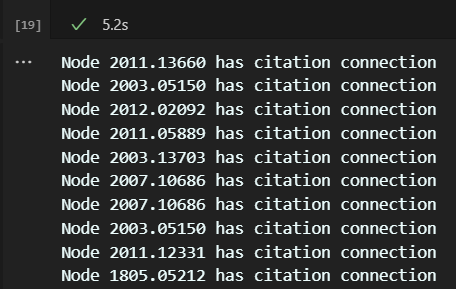 [19] ✓ 5.2s
... Node 2011.13660 has citation connection
Node 2003.05150 has citation connection
Node 2012.02092 has citation connection
Node 2011.05889 has citation connection
Node 2003.13703 has citation connection
Node 2007.10686 has citation connection
Node 2007.10686 has citation connection
Node 2003.05150 has citation connection
Node 2011.12331 has citation connection
Node 1805.05212 has citation connection